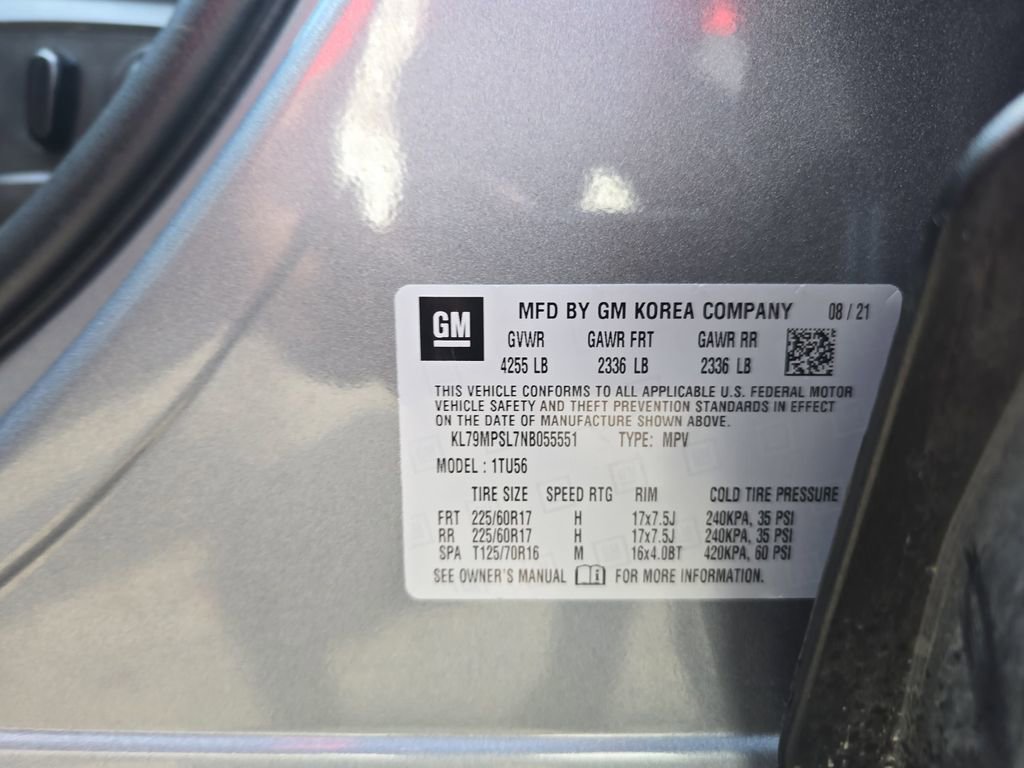 GM MFD BY GM KOREA COMPANY 08 / 21
GVWR GAWR FRT GAWR RR
4255 LB 2336 LB 2336 LB
THIS VEHICLE CONFORMS TO ALL APPLICABLE U.S. FEDERAL MOTOR
VEHICLE SAFETY AND THEFT PREVENTION STANDARDS IN EFFECT
ON THE DATE OF MANUFACTURE SHOWN ABOVE.
KL79MPSL7NB055551 TYPE: MPV
MODEL : 1TU56
TIRE SIZE SPEED RTG RIM COLD TIRE PRESSURE
FRT 225/60R17 H 17x7.5J 240KPA, 35 PSI
RR 225/60R17 H 17x7.5J 240KPA, 35 PSI
SPA T125/70R16 M 16x4.0BT 420KPA, 60 PSI
SEE OWNER'S MANUAL FOR MORE INFORMATION.